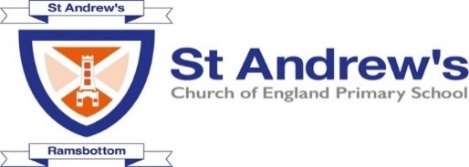 St Andrew's
St Andrew's
Church of England Primary School
Ramsbottom